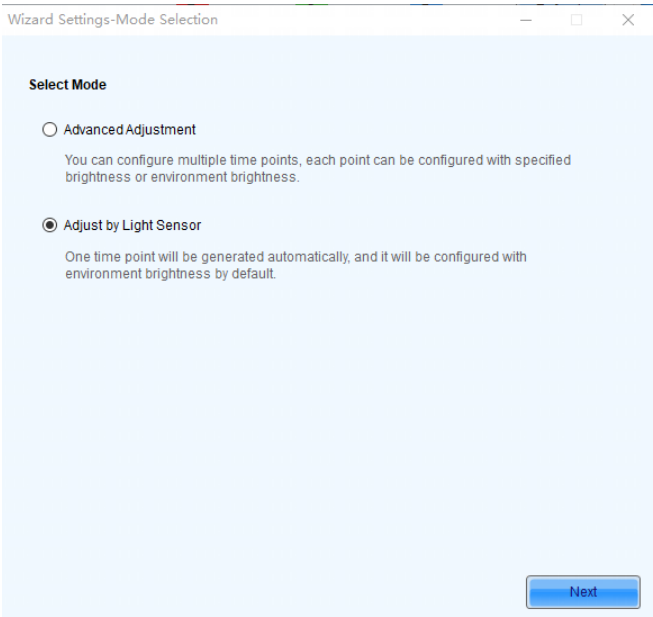 Wizard Settings-Mode Selection
Select Mode
Advanced Adjustment
You can configure multiple time points, each point can be configured with specified
brightness or environment brightness.
Adjust by Light Sensor
One time point will be generated automatically, and it will be configured with
environment brightness by default.
Next